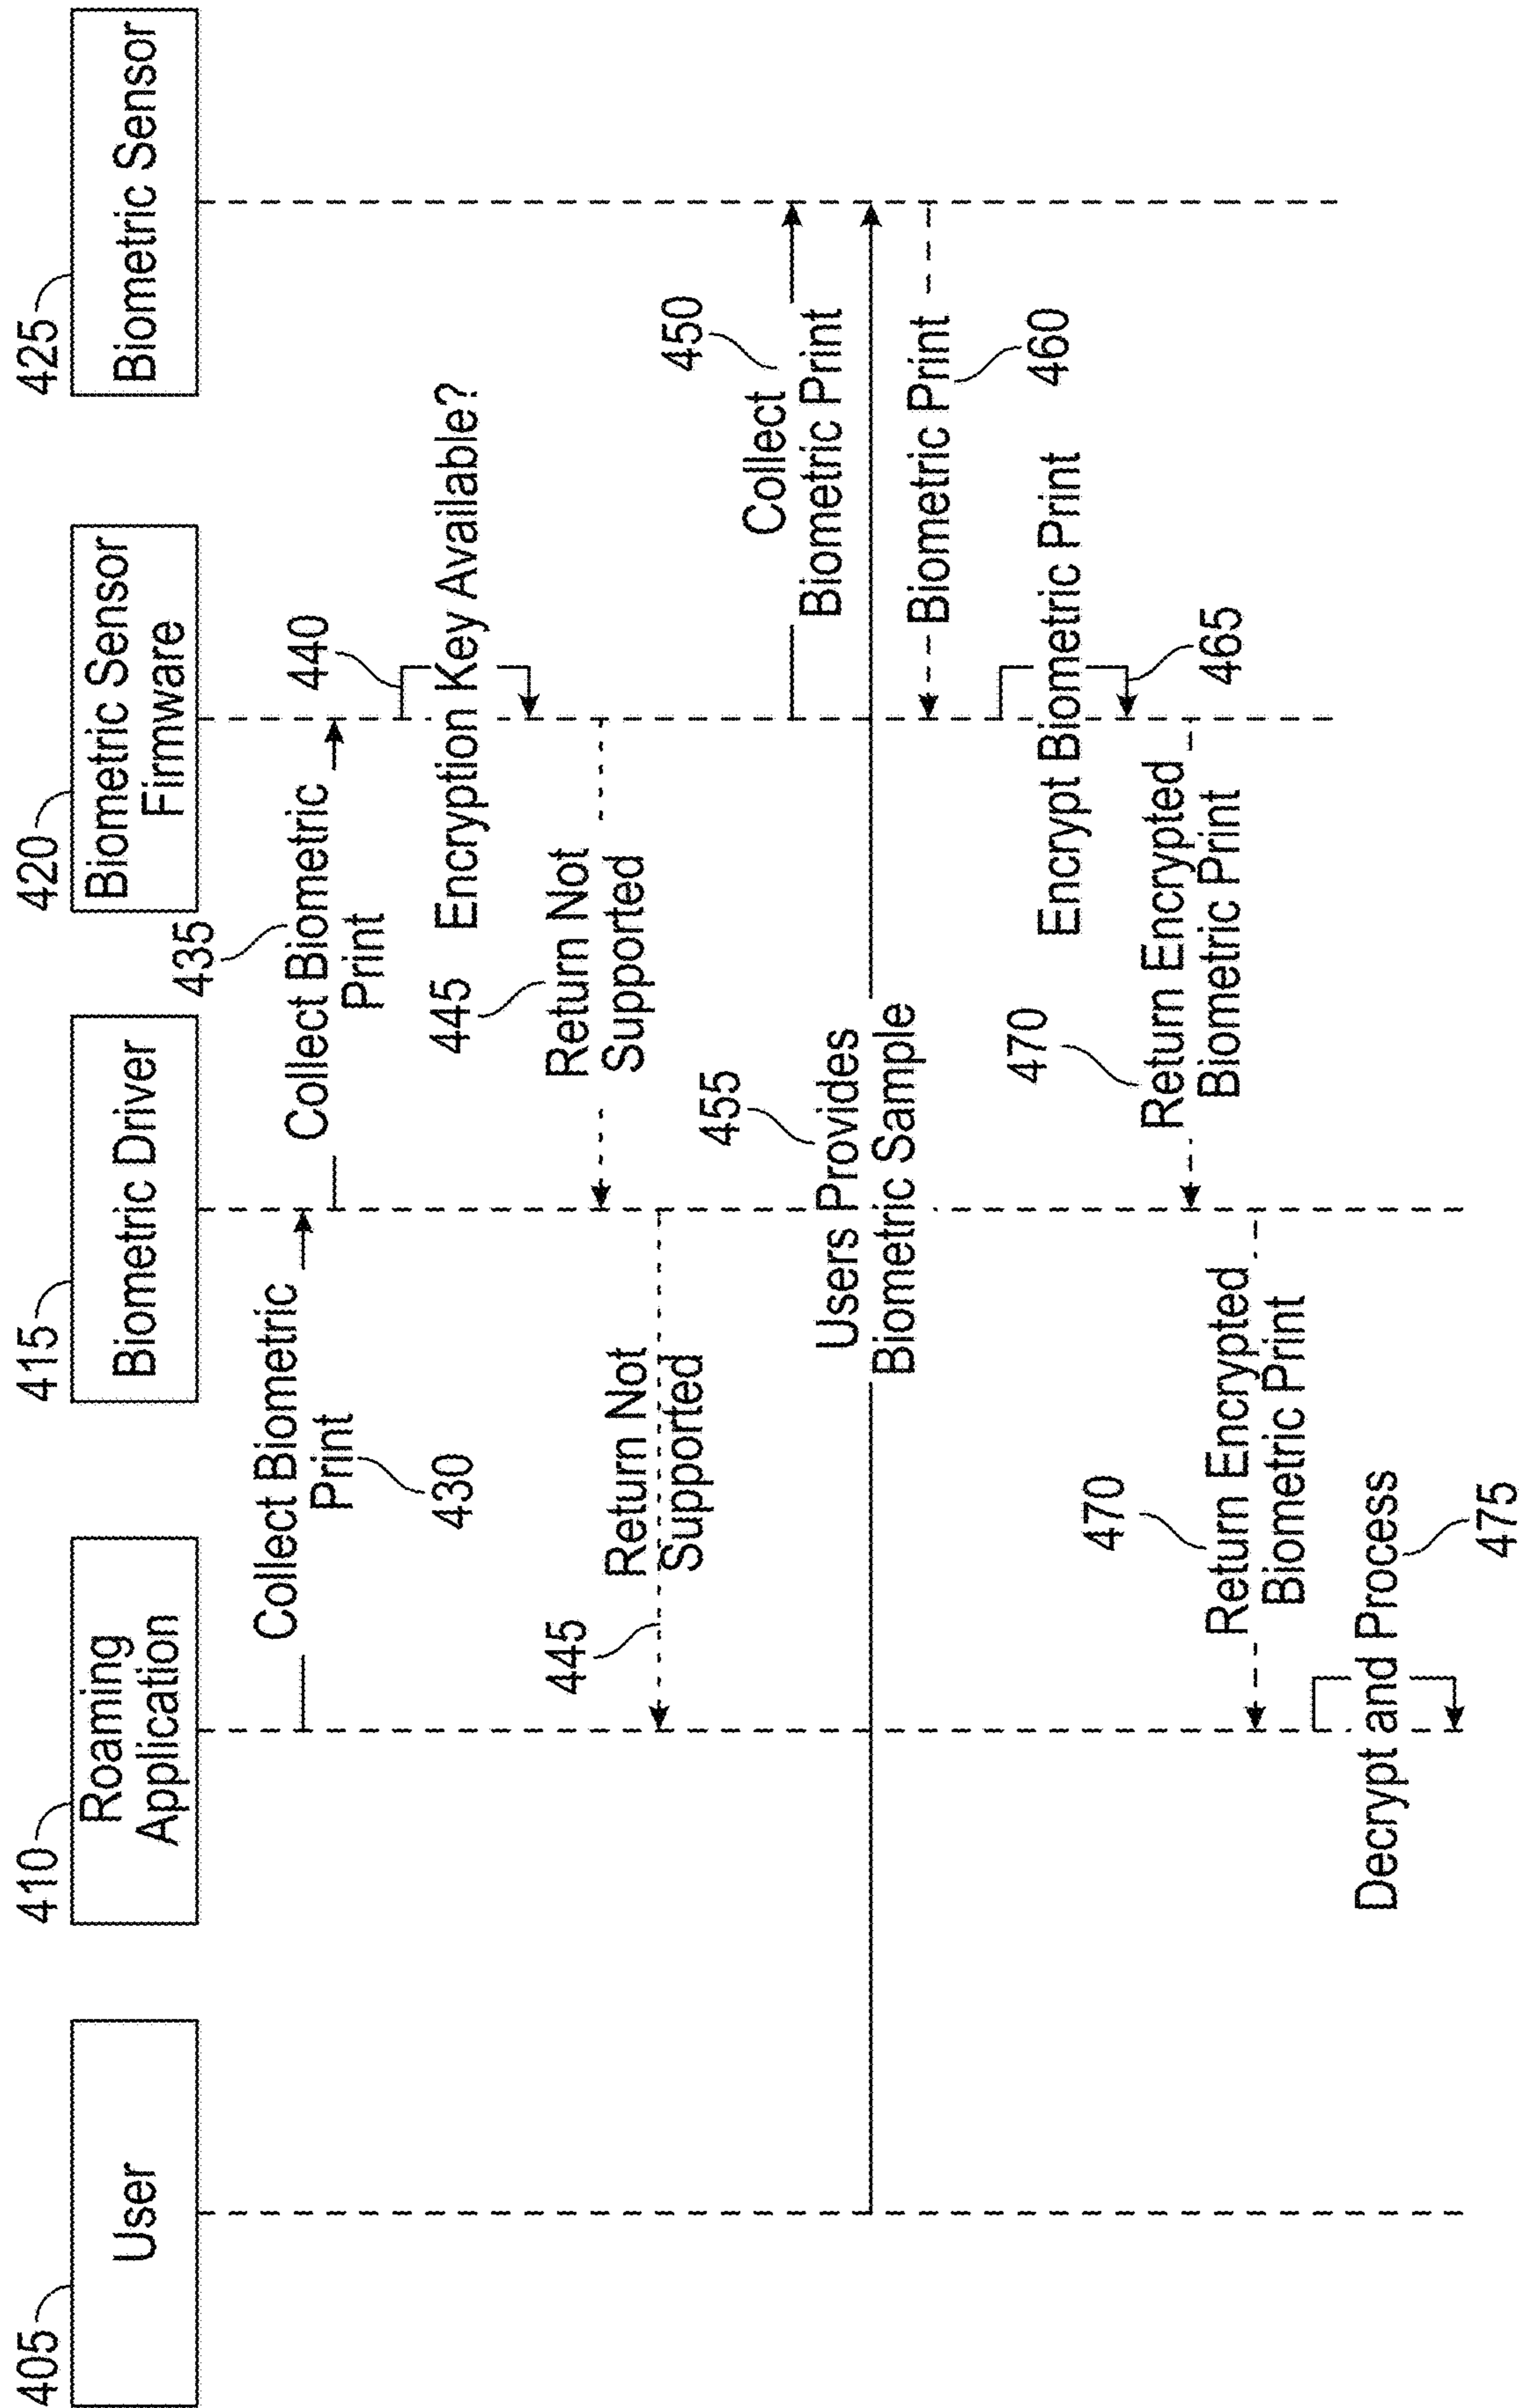 405
User
410
Roaming
Application
415
Biometric Driver
420
Biometric Sensor
Firmware
425
Biometric Sensor
Collect Biometric
Print
430
435
Collect Biometric
Print
440
Encryption Key Available?
445
Return Not
Supported
445
Return Not
Supported
450
Collect
Biometric Print
455
Users Provides
Biometric Sample
Biometric Print
460
Encrypt Biometric Print
465
470
Return Encrypted
Biometric Print
470
Return Encrypted
Biometric Print
Decrypt and Process
475